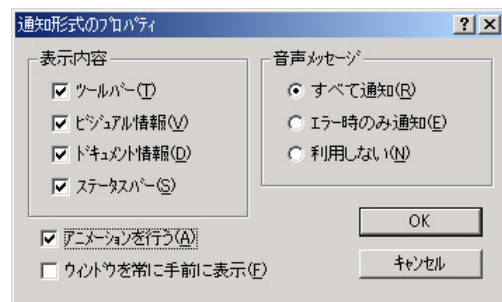 通知形式のﾌﾟﾛﾊﾟﾃｨ
表示内容
ﾂｰﾙﾊﾞｰ(T)
ﾋﾞｼﾞｭｱﾙ情報(V)
ﾄﾞｷｭﾒﾝﾄ情報(D)
ｽﾃｰﾀｽﾊﾞｰ(S)
ｱﾆﾒｰｼｮﾝを行う(A)
ｳｨﾝﾄﾞｳを常に手前に表示(F)
音声ﾒｯｾｰｼﾞ
すべて通知(R)
ｴﾗｰ時のみ通知(E)
利用しない(N)
OK
ｷｬﾝｾﾙ